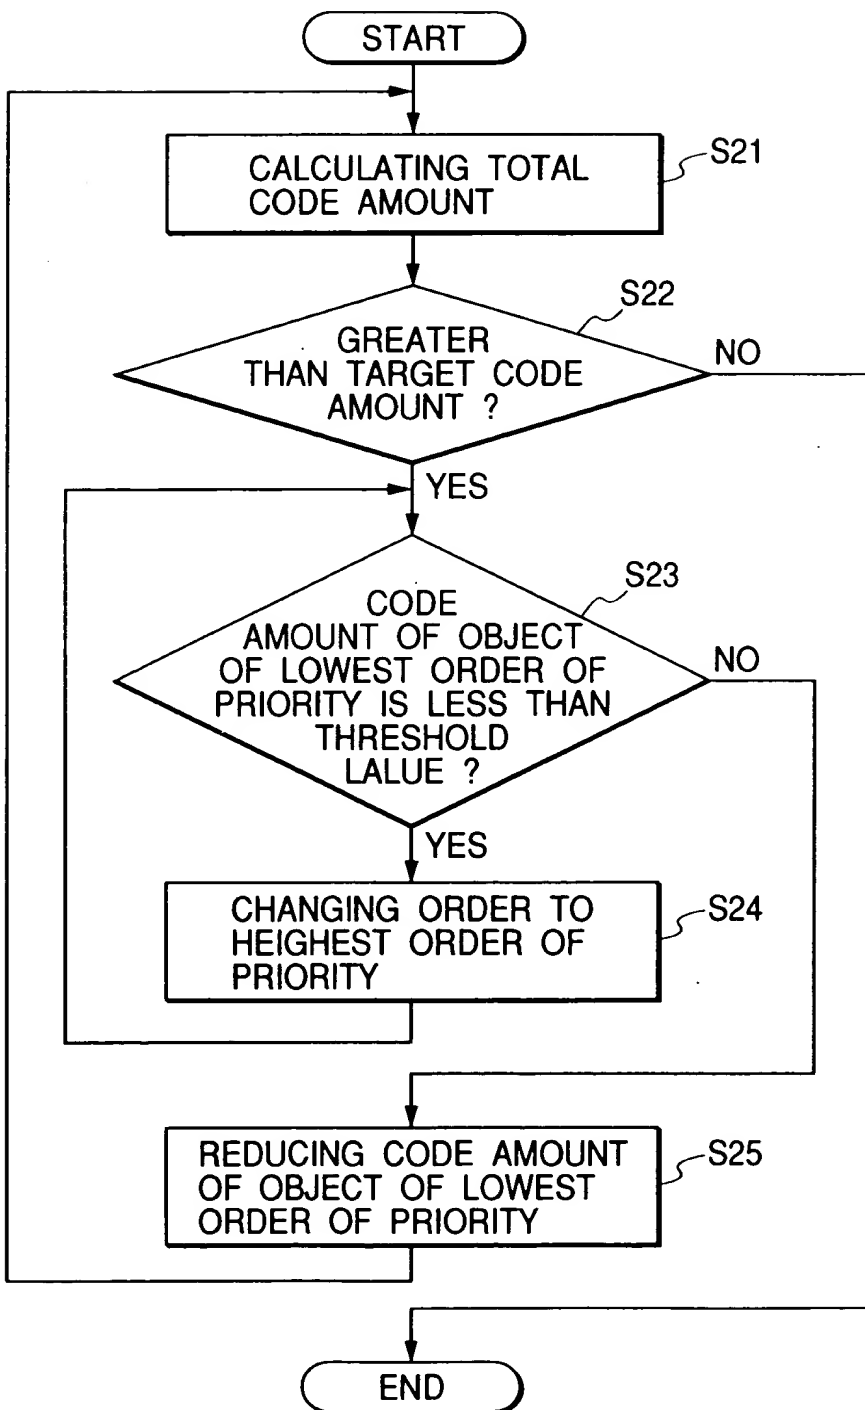 START
CALCULATING TOTAL
CODE AMOUNT
S21
S22
GREATER
THAN TARGET CODE
AMOUNT ?
NO
YES
S23
CODE
AMOUNT OF OBJECT
OF LOWEST ORDER OF
PRIORITY IS LESS THAN
THRESHOLD
LALUE ?
NO
YES
CHANGING ORDER TO
HEIGHEST ORDER OF
PRIORITY
S24
REDUCING CODE AMOUNT
OF OBJECT OF LOWEST
ORDER OF PRIORITY
S25
END